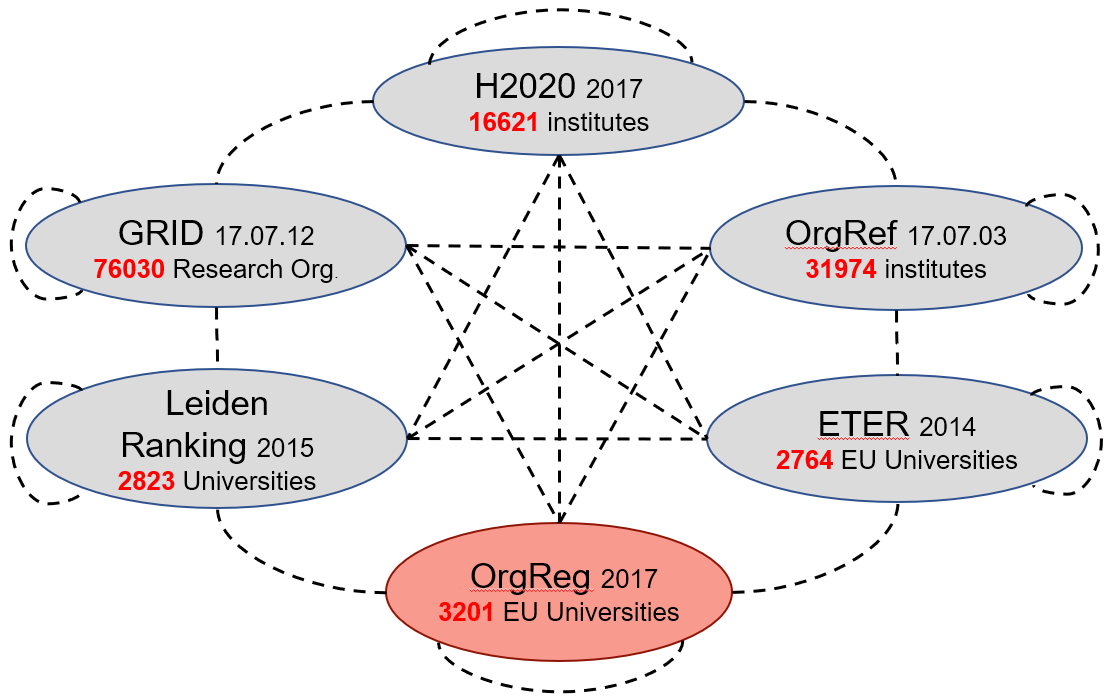 H2020 2017
16621 institutes
GRID 17.07.12
76030 Research Org.
OrgRef 17.07.03
31974 institutes
Leiden
Ranking 2015
2823 Universities
ETER 2014
2764 EU Universities
OrgReg 2017
3201 EU Universities